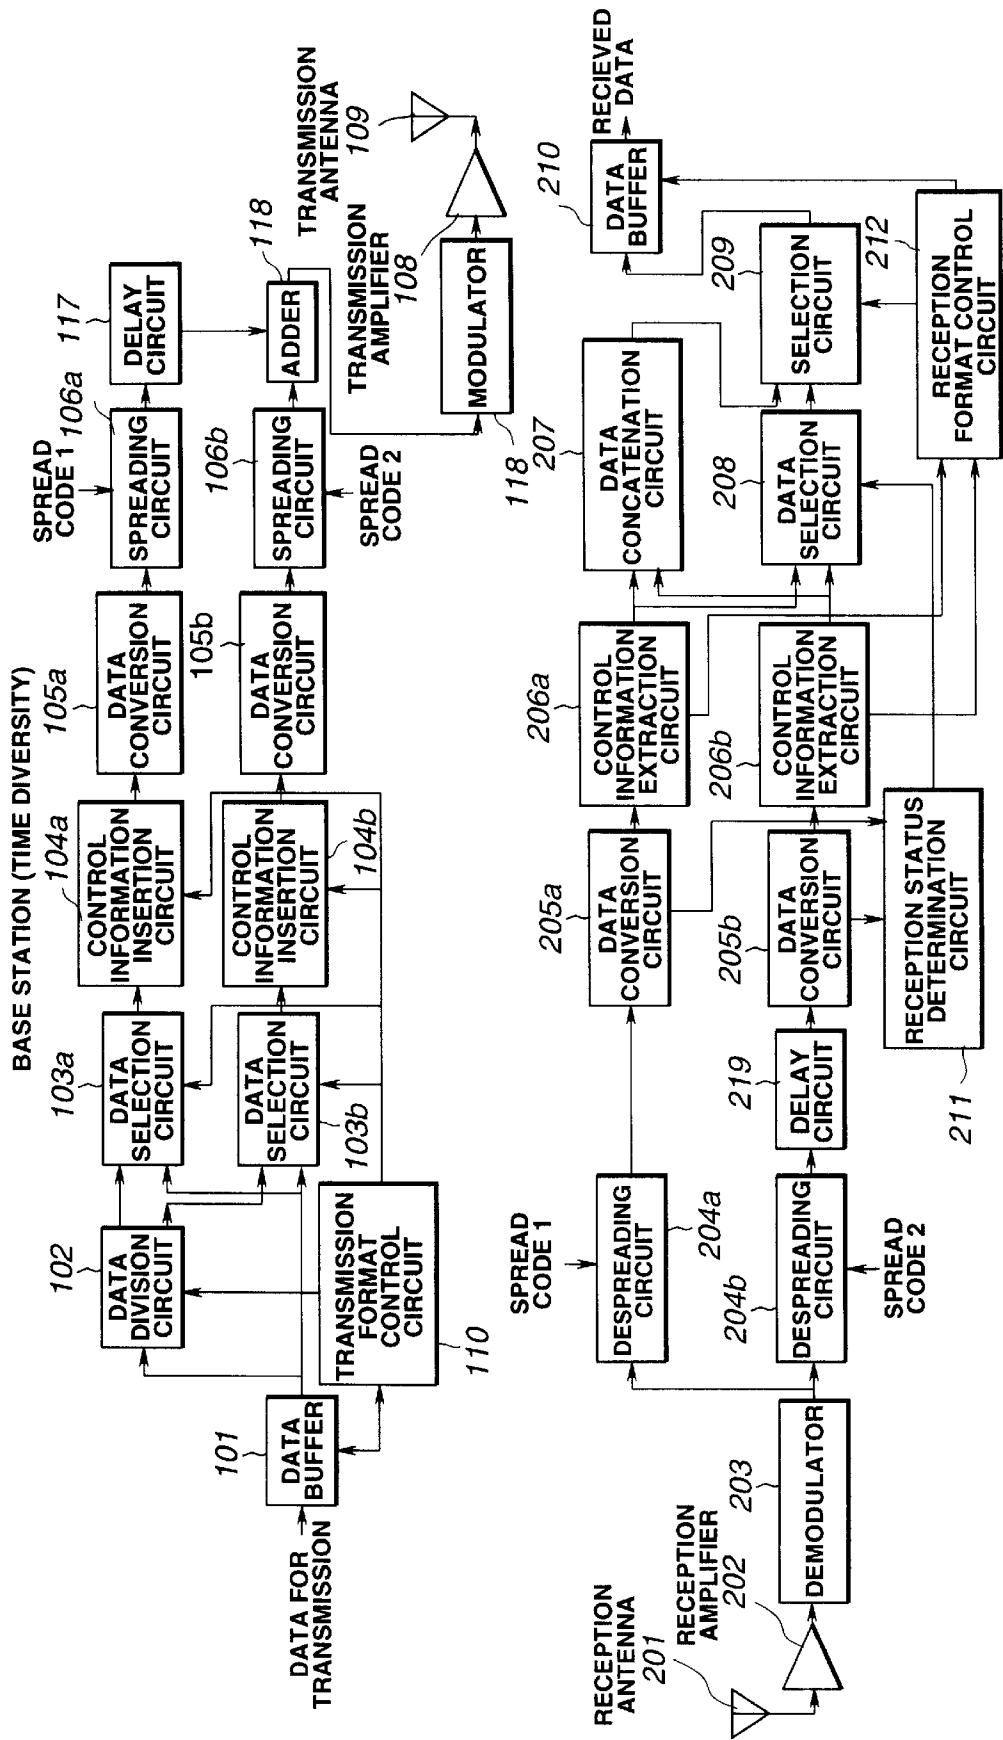 BASE STATION (TIME DIVERSITY)
DATA FOR
TRANSMISSION
101
DATA
BUFFER
102
DATA
DIVISION
CIRCUIT
TRANSMISSION
FORMAT
CONTROL
CIRCUIT
110
103a
DATA
SELECTION
CIRCUIT
DATA
SELECTION
CIRCUIT
103b
104a
CONTROL
INFORMATION
INSERTION
CIRCUIT
CONTROL
INFORMATION
INSERTION
CIRCUIT
104b
105a
DATA
CONVERSION
CIRCUIT
105b
DATA
CONVERSION
CIRCUIT
SPREAD
CODE 1
106a
SPREADING
CIRCUIT
106b
SPREADING
CIRCUIT
SPREAD
CODE 2
117
DELAY
CIRCUIT
118
ADDER
TRANSMISSION
ANTENNA
109
TRANSMISSION
AMPLIFIER
108
MODULATOR
118
RECEPTION
ANTENNA
201
RECEPTION
AMPLIFIER
202
203
DEMODULATOR
SPREAD
CODE 1
DESPREADING
CIRCUIT
204a
204b
DESPREADING
CIRCUIT
SPREAD
CODE 2
219
DELAY
CIRCUIT
205a
DATA
CONVERSION
CIRCUIT
205b
DATA
CONVERSION
CIRCUIT
RECEPTION STATUS
DETERMINATION
CIRCUIT
211
206a
CONTROL
INFORMATION
EXTRACTION
CIRCUIT
206b
CONTROL
INFORMATION
EXTRACTION
CIRCUIT
207
DATA
CONCATENATION
CIRCUIT
208
DATA
SELECTION
CIRCUIT
209
SELECTION
CIRCUIT
210
DATA
BUFFER
RECIEVED
DATA
212
RECEPTION
FORMAT CONTROL
CIRCUIT